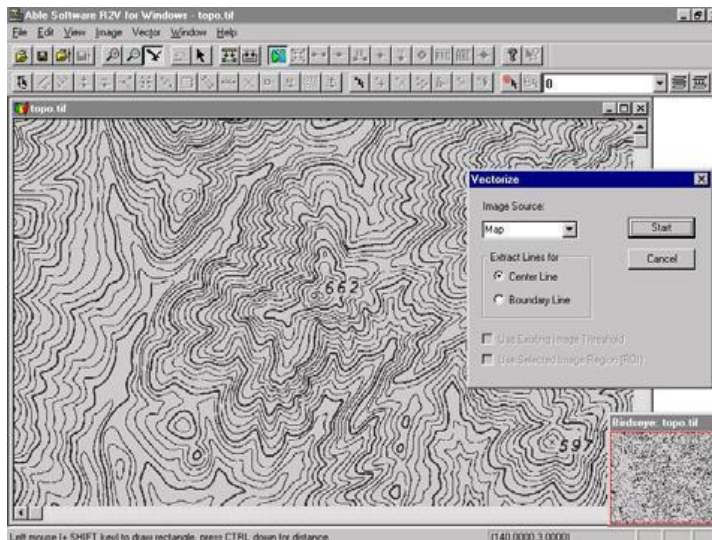 Able Software R2V for Windows - topo.tif
File Edit View Image Vector Window Help
0
topo.tif
662
597
Vectorize
Image Source:
Map
Start
Cancel
Extract Lines for
Center Line
Boundary Line
Use Existing Image Threshold
Use Selected Image Region (ROI)
Birdseye: topo.tif
Left mouse (+ SHIFT key) to draw rectangle, press CTRL down for distance.
(140.0000,3.0000)